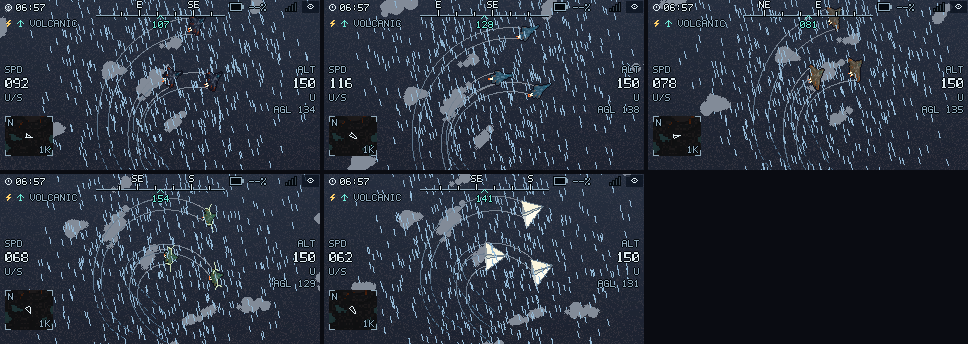 06:57 E SE --%
VOLCANIC 107
SPD ALT
092 150
U/S U
AGL 134
N
1K
06:57 E SE --%
VOLCANIC 129
SPD ALT
116 150
U/S U
AGL 138
N
1K
06:57 NE E --%
VOLCANIC 081
SPD ALT
078 150
U/S U
AGL 135
N
1K
06:57 SE S --%
VOLCANIC 154
SPD ALT
068 150
U/S U
AGL 129
N
1K
06:57 SE S --%
VOLCANIC 141
SPD ALT
062 150
U/S U
AGL 131
N
1K